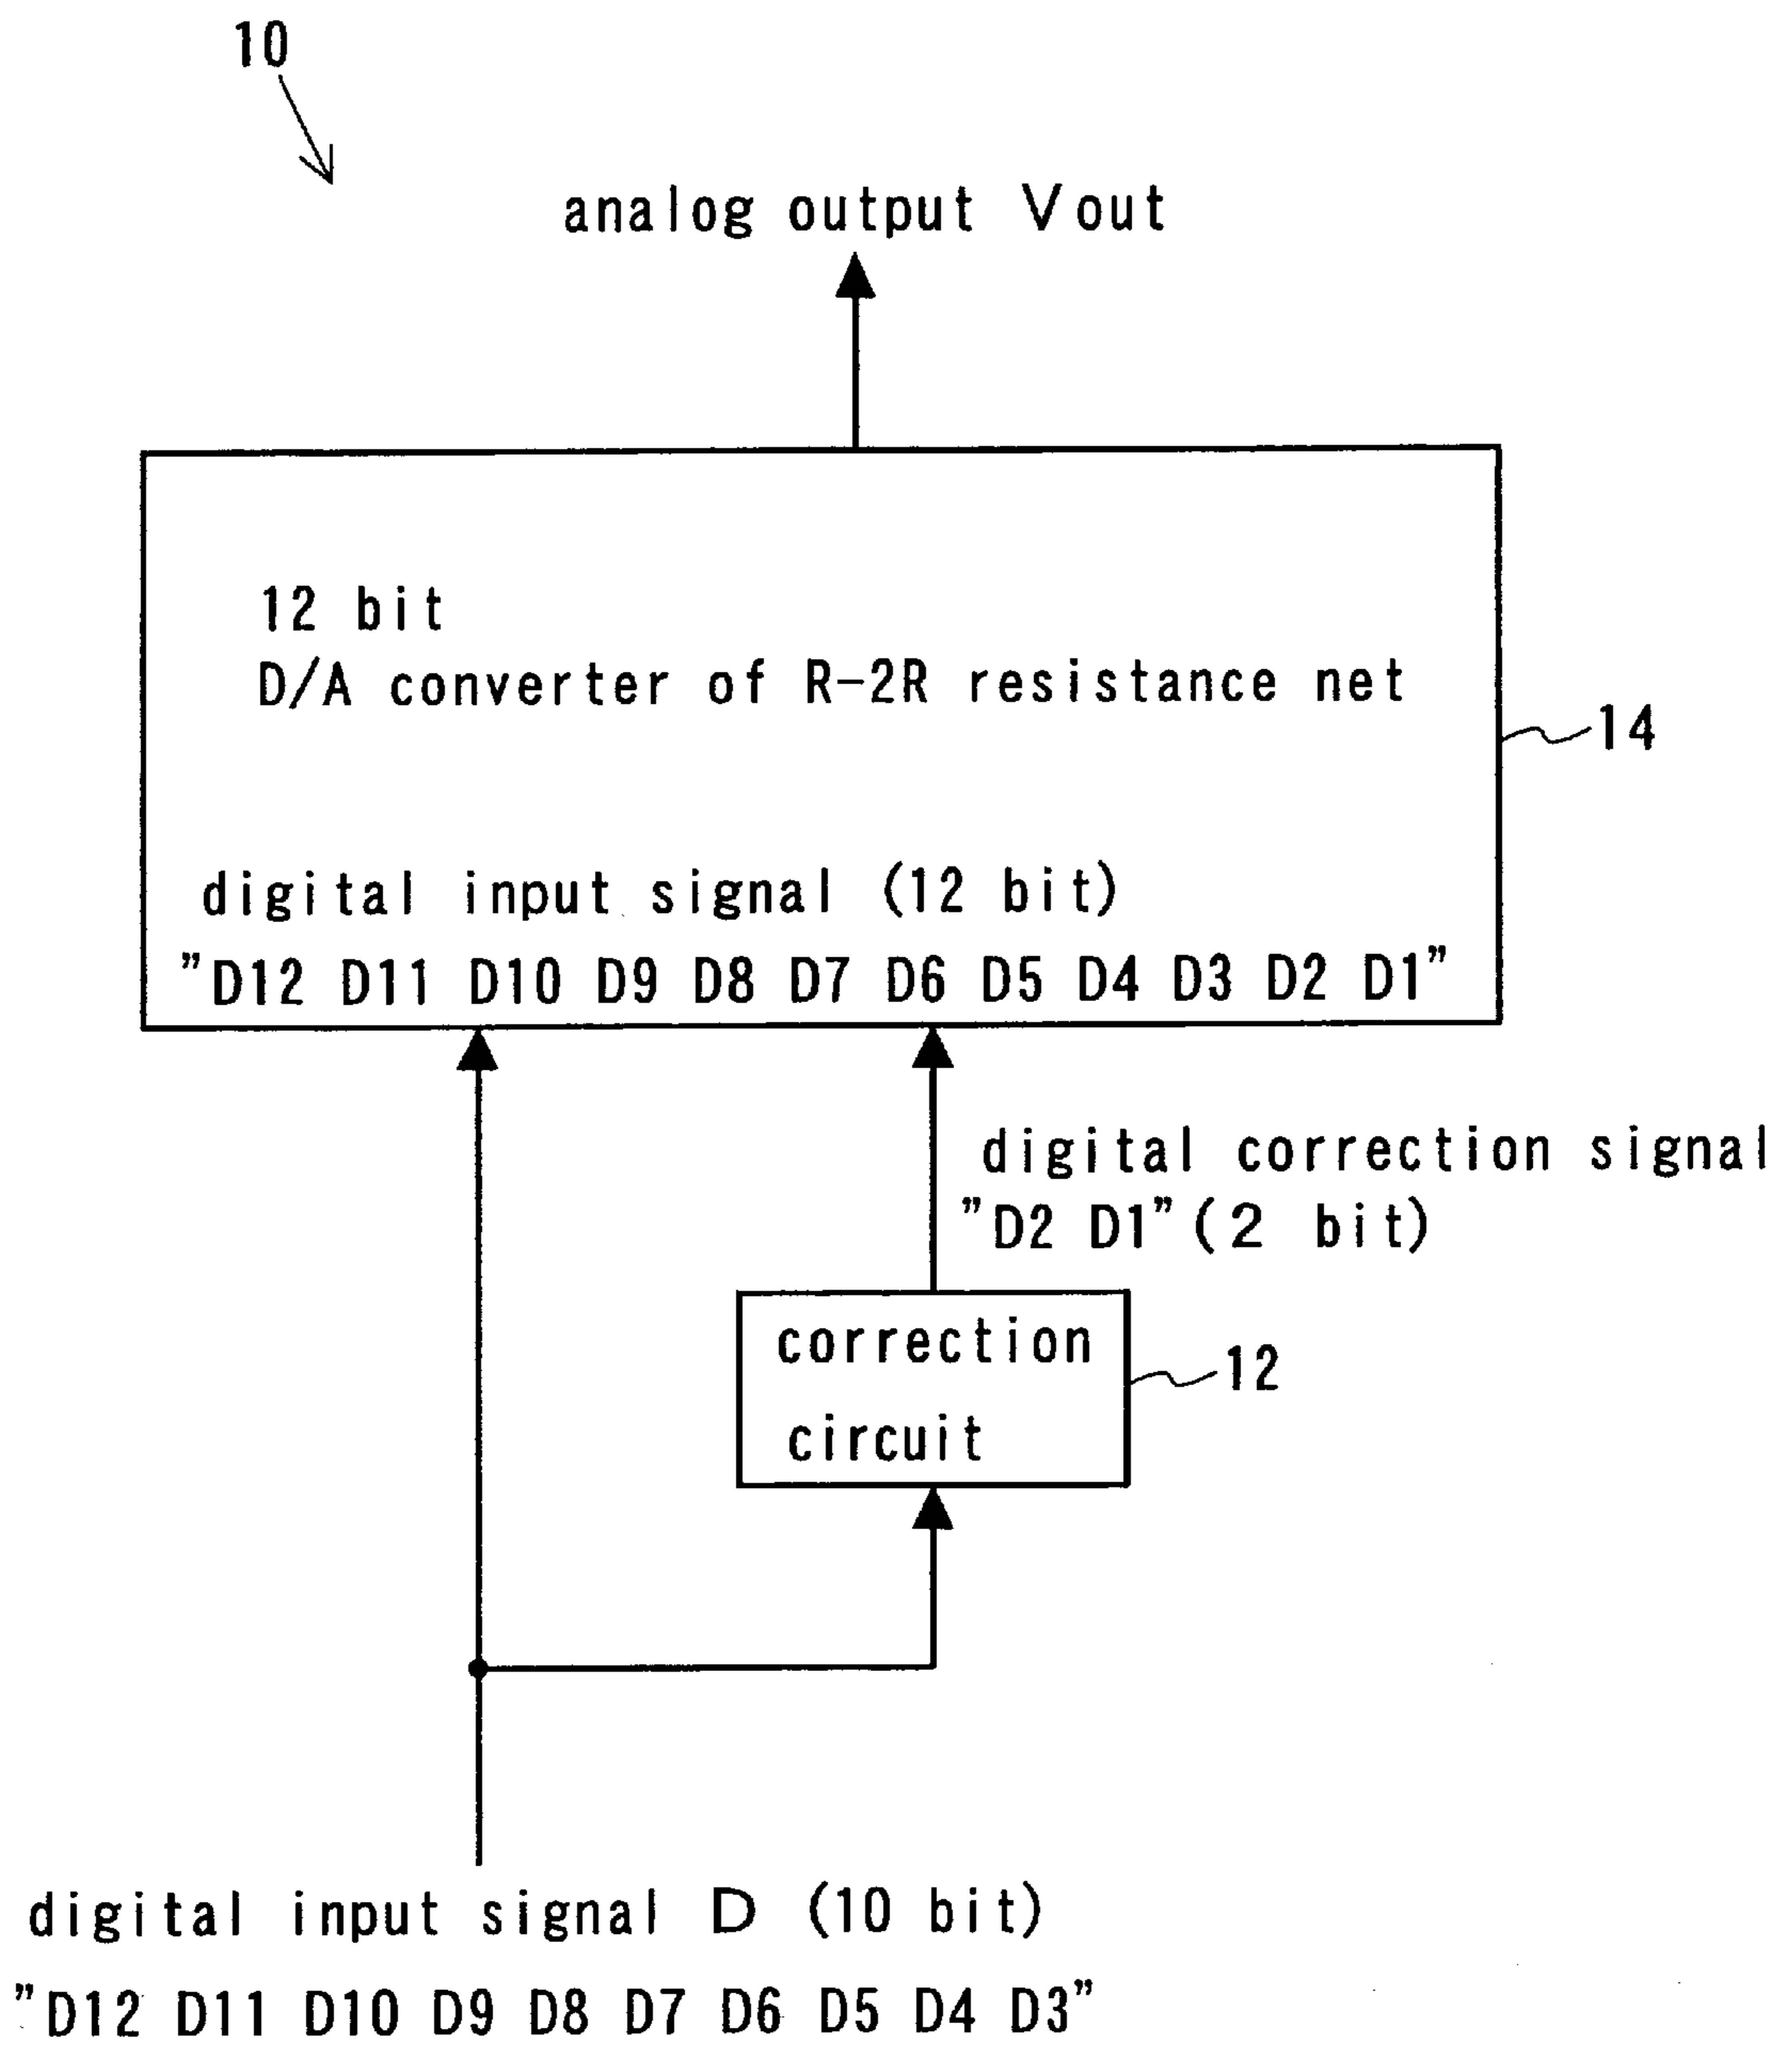 10
analog output Vout
12 bit
D/A converter of R-2R resistance net
14
digital input signal (12 bit)
"D12 D11 D10 D9 D8 D7 D6 D5 D4 D3 D2 D1"
digital correction signal
"D2 D1" (2 bit)
correction
circuit
12
digital input signal D (10 bit)
"D12 D11 D10 D9 D8 D7 D6 D5 D4 D3"